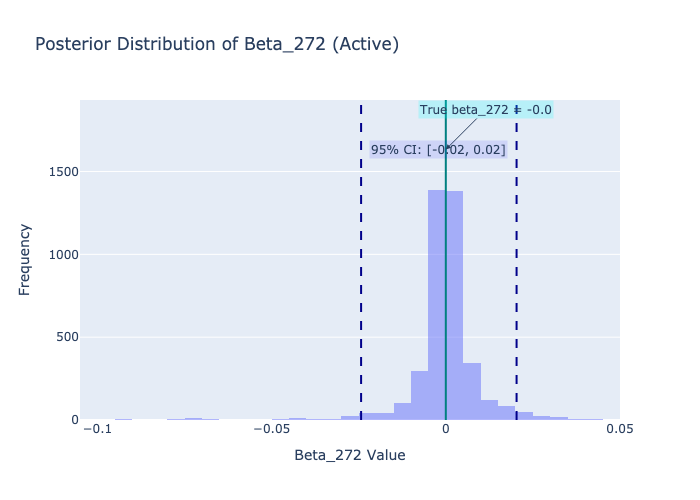 Posterior Distribution of Beta_272 (Active)
True beta_272 = -0.0
95% CI: [-0.02, 0.02]
1500
1000
500
0
Frequency
−0.1
−0.05
0
0.05
Beta_272 Value